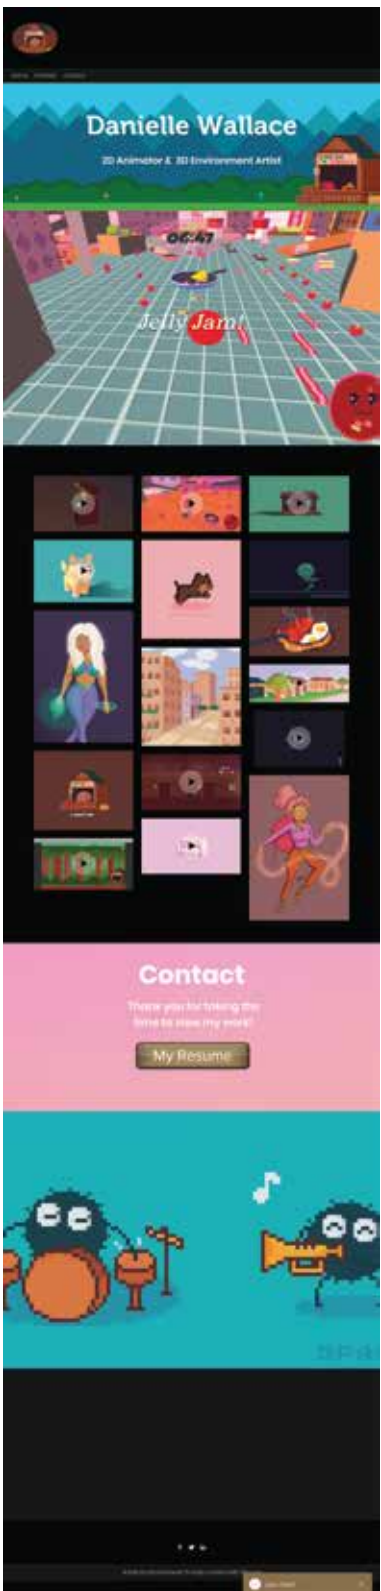 Danielle Wallace
2D Animator & 3D Environment Artist
06:47
Jelly Jam!
Contact
Thank you for taking the
time to view my work!
My Resume